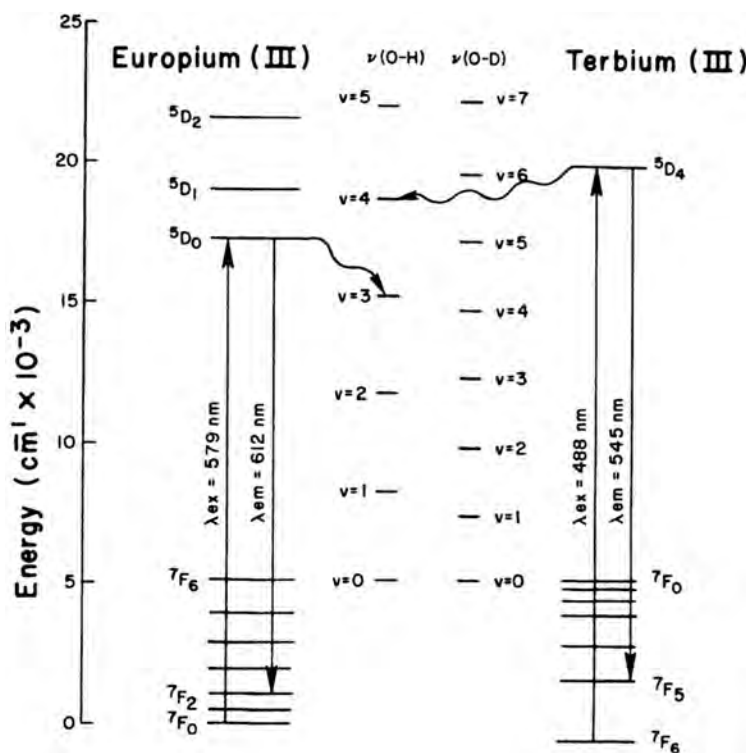 Europium (III)
ν(O-H)
ν(O-D)
Terbium (III)
Energy (cm̄¹ x 10⁻³)
25
20
15
10
5
0
⁵D₂
⁵D₁
⁵D₀
⁷F₆
⁷F₂
⁷F₀
λex = 579 nm
λem = 612 nm
v=5
v=4
v=3
v=2
v=1
v=0
v=7
v=6
v=5
v=4
v=3
v=2
v=1
v=0
λex = 488 nm
λem = 545 nm
⁵D₄
⁷F₀
⁷F₅
⁷F₆